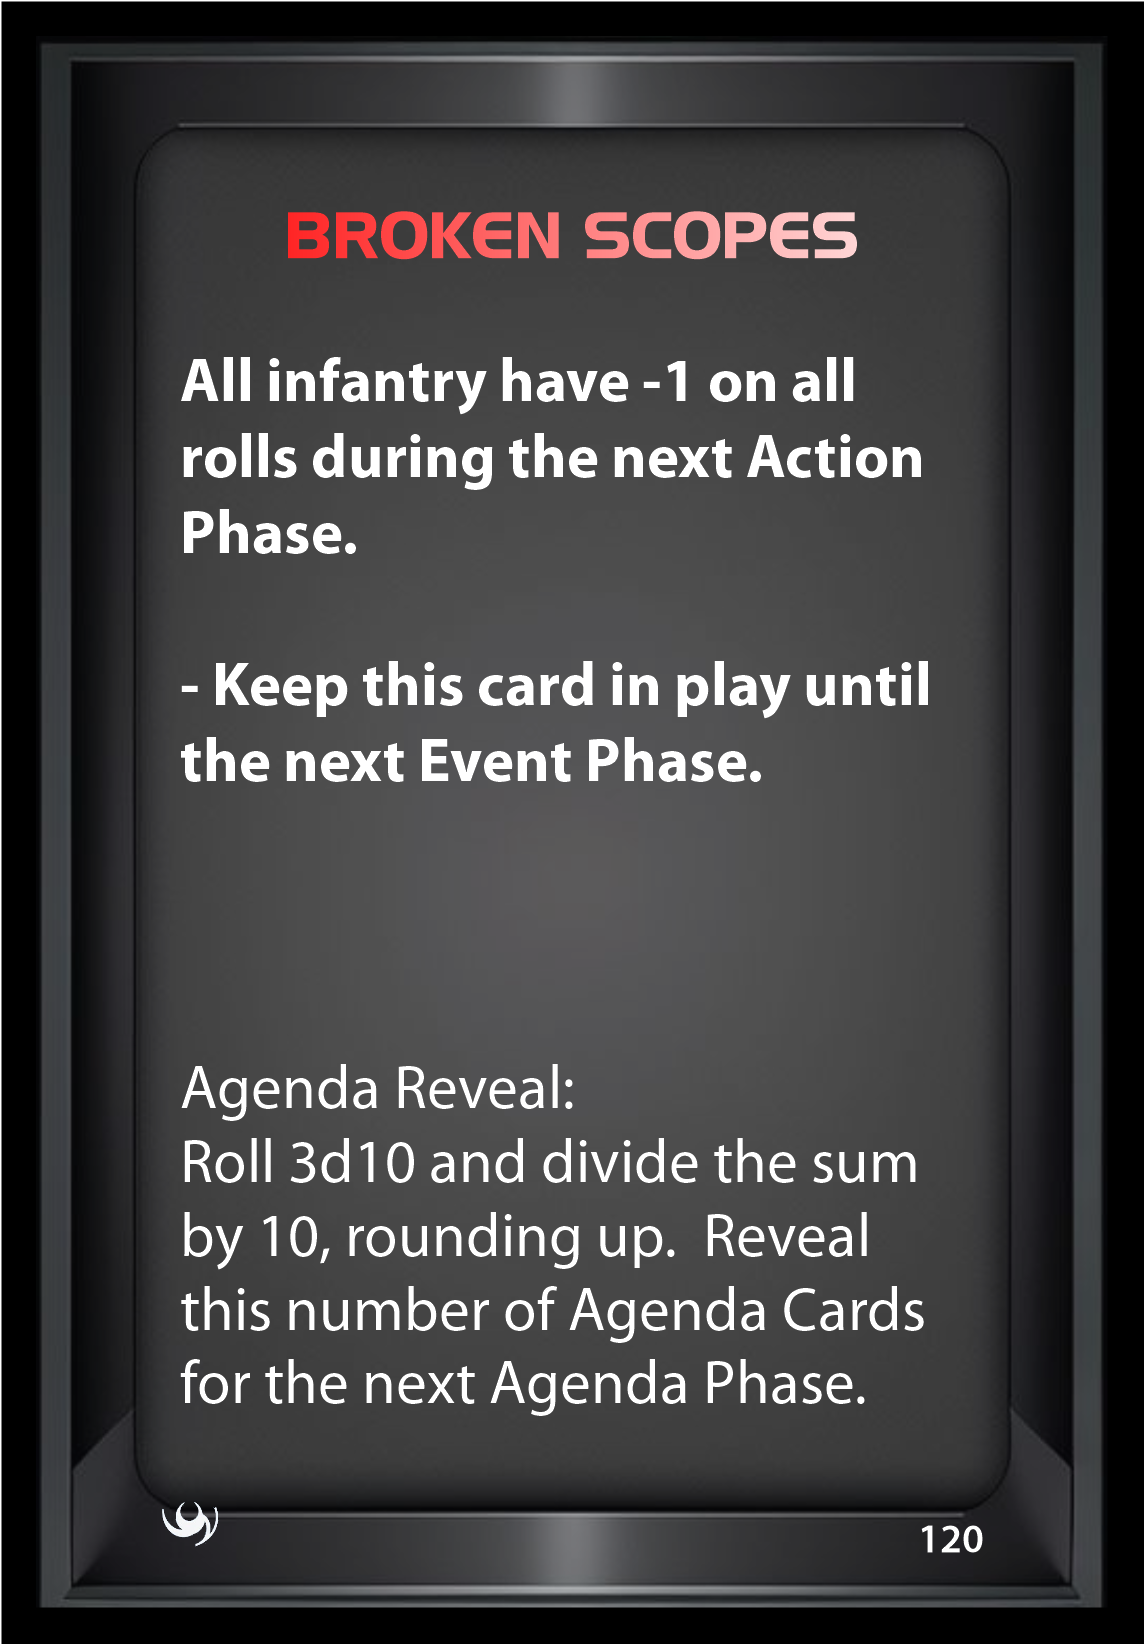 BROKEN SCOPES
All infantry have -1 on all
rolls during the next Action
Phase.
- Keep this card in play until
the next Event Phase.
Agenda Reveal:
Roll 3d10 and divide the sum
by 10, rounding up.  Reveal
this number of Agenda Cards
for the next Agenda Phase.
120